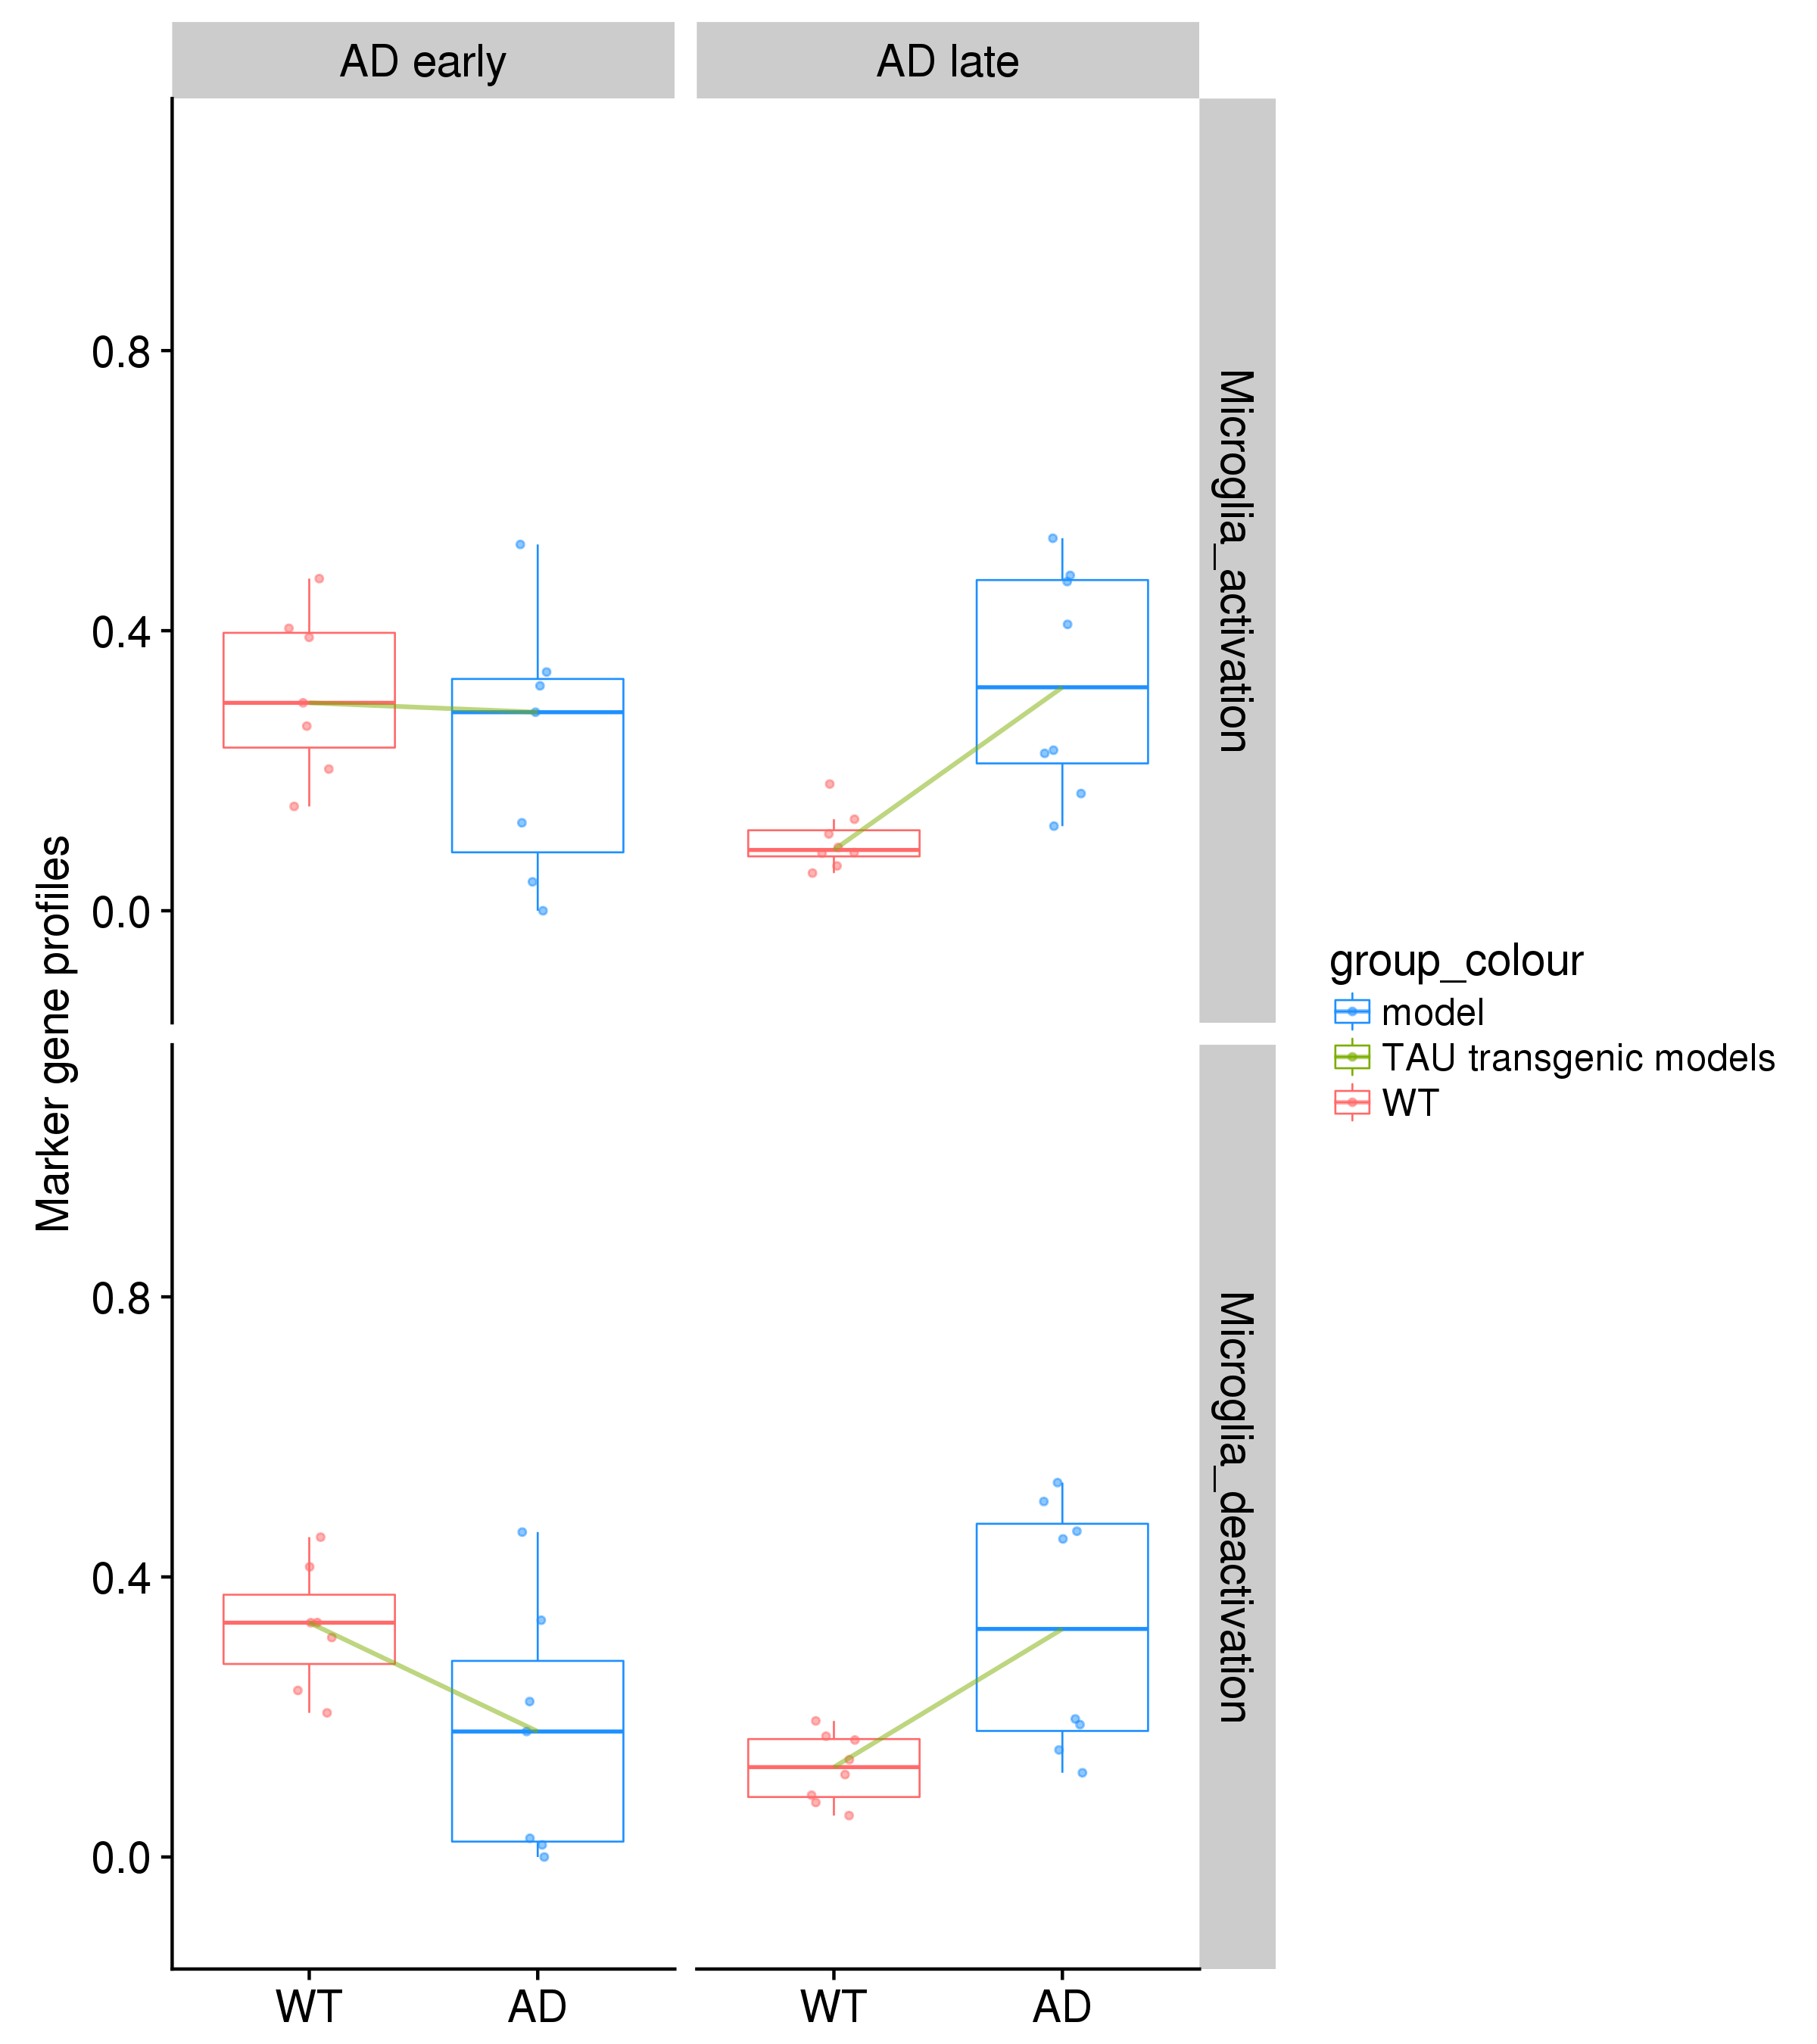 AD early
AD late
Microglia_activation
0.8
0.4
0.0
Marker gene profiles
Microglia_deactivation
0.8
0.4
0.0
WT
AD
WT
AD
group_colour
model
TAU transgenic models
WT